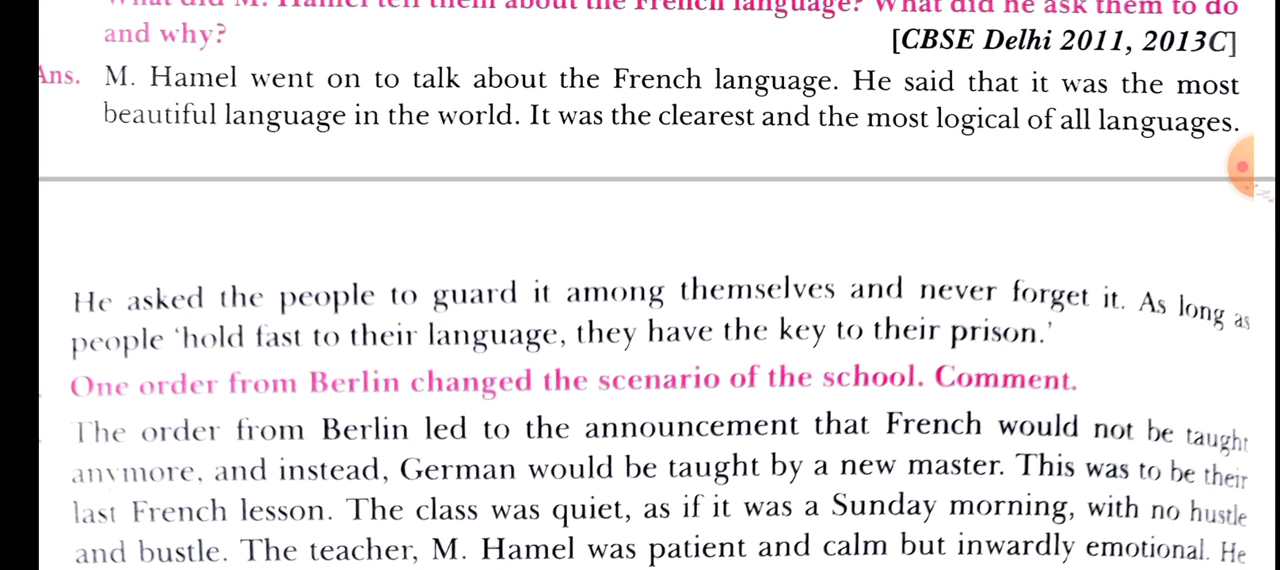 What did M. Hamel tell them about the French language? What did he ask them to do
and why? [CBSE Delhi 2011, 2013C]
Ans. M. Hamel went on to talk about the French language. He said that it was the most
beautiful language in the world. It was the clearest and the most logical of all languages.
He asked the people to guard it among themselves and never forget it. As long as
people ‘hold fast to their language, they have the key to their prison.’
One order from Berlin changed the scenario of the school. Comment.
The order from Berlin led to the announcement that French would not be taught
anymore, and instead, German would be taught by a new master. This was to be their
last French lesson. The class was quiet, as if it was a Sunday morning, with no hustle
and bustle. The teacher, M. Hamel was patient and calm but inwardly emotional. He